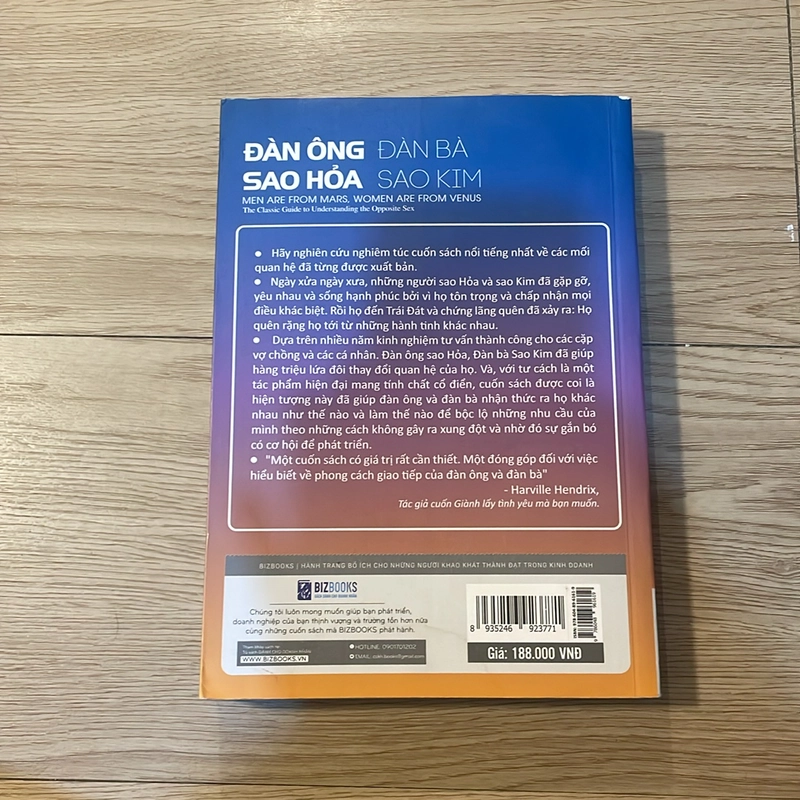 ĐÀN ÔNG ĐÀN BÀ
SAO HỎA SAO KIM
MEN ARE FROM MARS, WOMEN ARE FROM VENUS
The Classic Guide to Understanding the Opposite Sex
● Hãy nghiên cứu nghiêm túc cuốn sách nổi tiếng nhất về các mối
quan hệ đã từng được xuất bản.
● Ngày xửa ngày xưa, những người sao Hỏa và sao Kim đã gặp gỡ,
yêu nhau và sống hạnh phúc bởi vì họ tôn trọng và chấp nhận mọi
điều khác biệt. Rồi họ đến Trái Đất và chứng lãng quên đã xảy ra: Họ
quên rặng họ tới từ những hành tinh khác nhau.
● Dựa trên nhiều năm kinh nghiệm tư vấn thành công cho các cặp
vợ chồng và các cá nhân. Đàn ông sao Hỏa, Đàn bà Sao Kim đã giúp
hàng triệu lứa đôi thay đổi quan hệ của họ. Và, với tư cách là một
tác phẩm hiện đại mang tính chất cổ điển, cuốn sách được coi là
hiện tượng này đã giúp đàn ông và đàn bà nhận thức ra họ khác
nhau như thế nào và làm thế nào để bộc lộ những nhu cầu của
mình theo những cách không gây ra xung đột và nhờ đó sự gắn bó
có cơ hội để phát triển.
● "Một cuốn sách có giá trị rất cần thiết. Một đóng góp đối với việc
hiểu biết về phong cách giao tiếp của đàn ông và đàn bà"
- Harville Hendrix,
Tác giả cuốn Giành lấy tình yêu mà bạn muốn.
BIZBOOKS / HÀNH TRANG BỔ ÍCH CHO NHỮNG NGƯỜI KHAO KHÁT THÀNH ĐẠT TRONG KINH DOANH
BIZBOOKS
Chúng tôi luôn mong muốn giúp bạn phát triển,
doanh nghiệp của bạn thịnh vượng và trường tồn hơn nữa
cùng những cuốn sách mà BIZBOOKS phát hành.
WWW.BIZBOOKS.VN
HOTLINE: 0901701202
8 935246 923771
Giá: 188.000 VNĐ